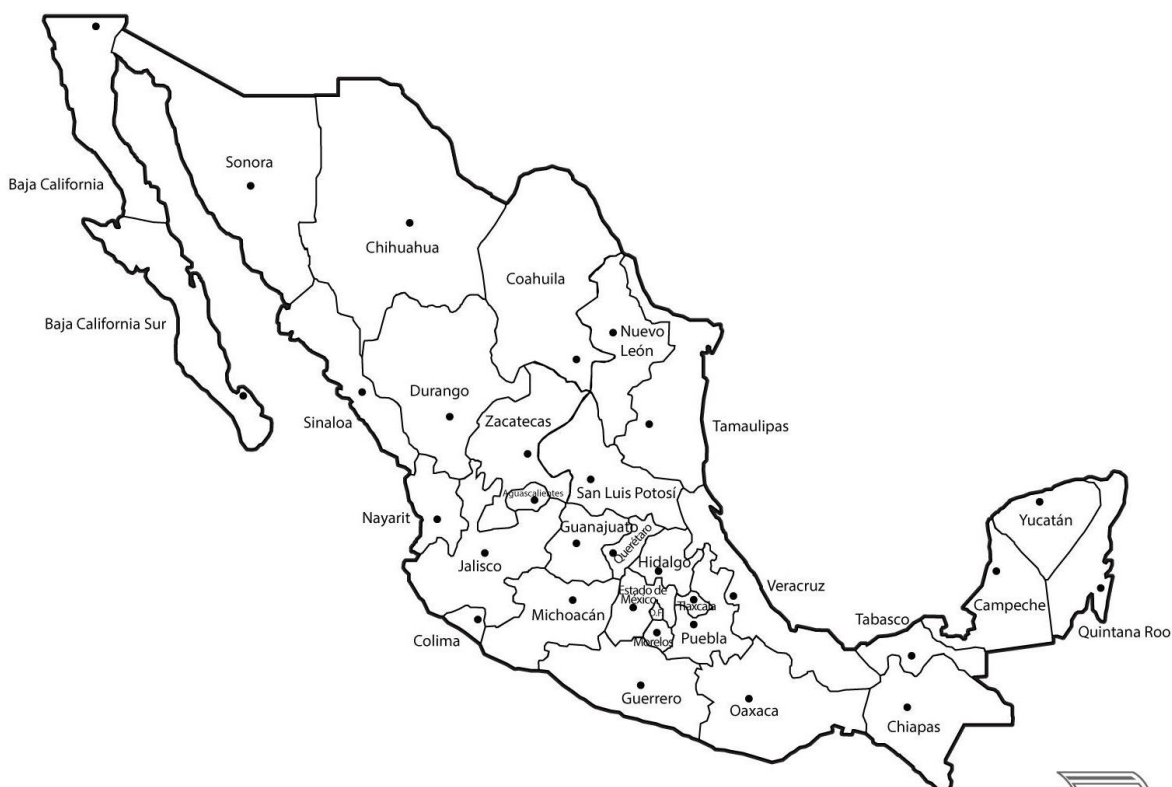 Sonora
Baja California
Chihuahua
Coahuila
Baja California Sur
Nuevo
León
Durango
Sinaloa
Zacatecas
Tamaulipas
Aguascalientes
San Luis Potosí
Nayarit
Guanajuato
Querétaro
Yucatán
Jalisco
Hidalgo
Veracruz
Estado de
México
D.F.
Tlaxcala
Michoacán
Campeche
Tabasco
Colima
Morelos
Puebla
Quintana Roo
Guerrero
Oaxaca
Chiapas